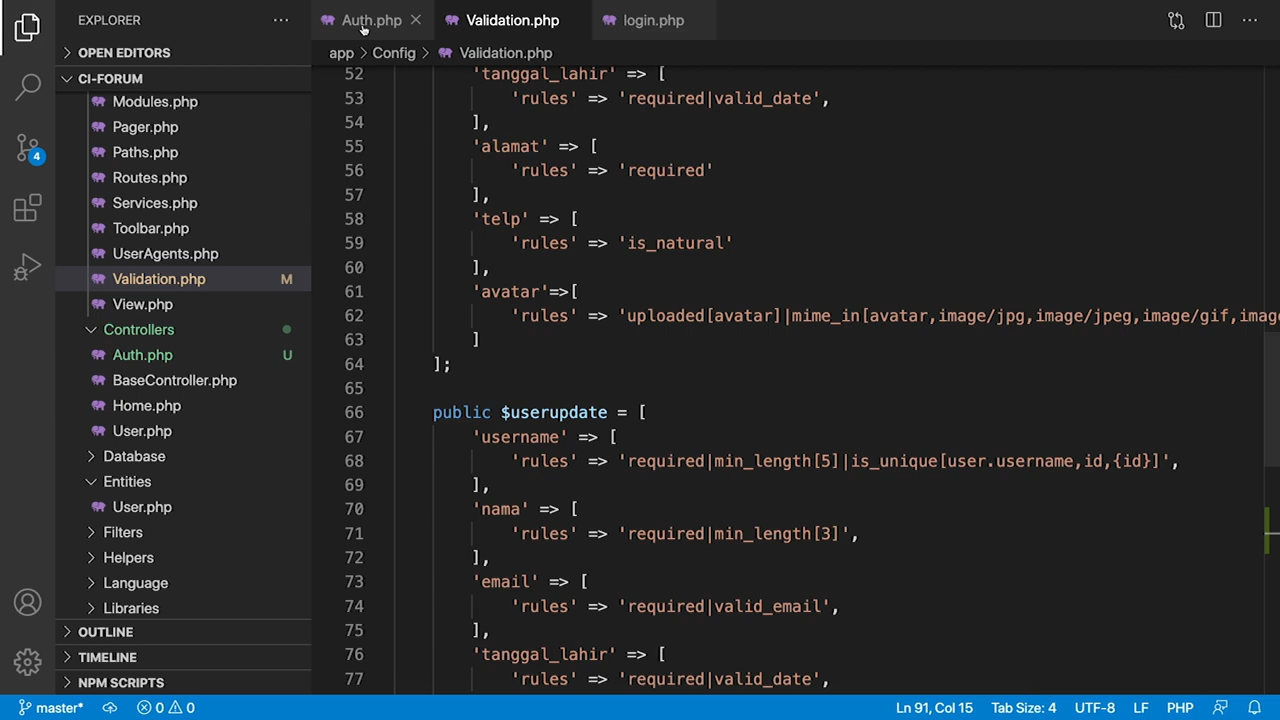 EXPLORER
Auth.php
Validation.php
login.php
OPEN EDITORS
app > Config > Validation.php
CI-FORUM
Modules.php
Pager.php
Paths.php
Routes.php
Services.php
Toolbar.php
UserAgents.php
Validation.php M
View.php
Controllers
Auth.php U
BaseController.php
Home.php
User.php
Database
Entities
User.php
Filters
Helpers
Language
Libraries
OUTLINE
TIMELINE
NPM SCRIPTS
4
52 'tanggal_lahir' => [
53 'rules' => 'required|valid_date',
54 ],
55 'alamat' => [
56 'rules' => 'required'
57 ],
58 'telp' => [
59 'rules' => 'is_natural'
60 ],
61 'avatar'=>[
62 'rules' => 'uploaded[avatar]|mime_in[avatar,image/jpg,image/jpeg,image/gif,imag
63 ]
64 ];
65
66 public $userupdate = [
67 'username' => [
68 'rules' => 'required|min_length[5]|is_unique[user.username,id,{id}]',
69 ],
70 'nama' => [
71 'rules' => 'required|min_length[3]',
72 ],
73 'email' => [
74 'rules' => 'required|valid_email',
75 ],
76 'tanggal_lahir' => [
77 'rules' => 'required|valid_date',
master* 0 0 Ln 91, Col 15 Tab Size: 4 UTF-8 LF PHP